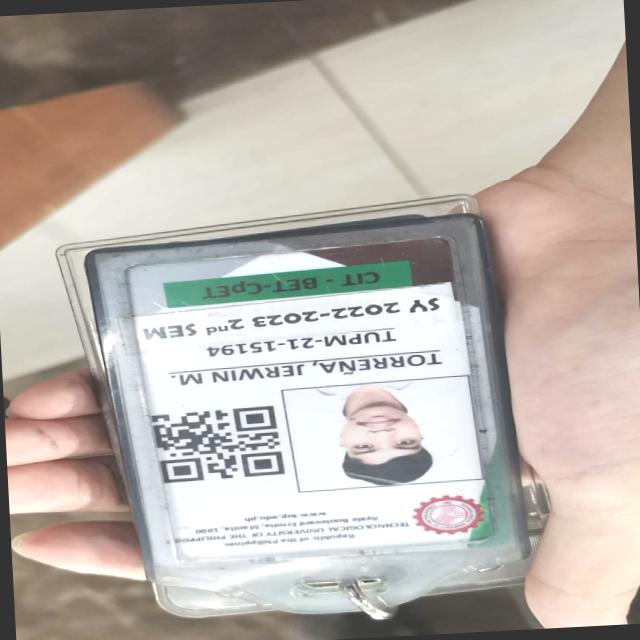 Republic of the Philippines
TECHNOLOGICAL UNIVERSITY OF THE PHILIPPINES
Ayala Boulevard Ermita, Manila, 1000
www.tup.edu.ph
TORREÑA, JERWIN M.
TUPM-21-15194
SY 2022-2023 2nd SEM
CIT - BET-CpET